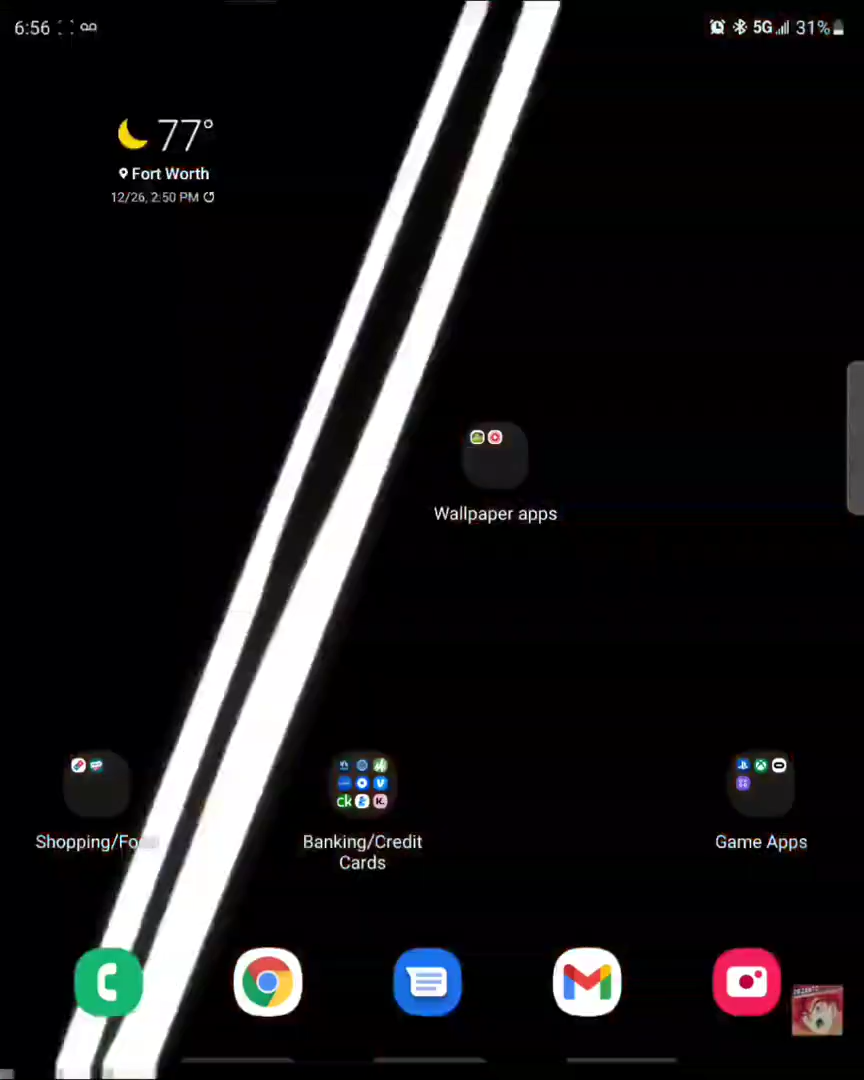 6:56
5G 31%
77°
Fort Worth
12/26, 2:50 PM
Wallpaper apps
Shopping/Fo
Banking/Credit
Cards
Game Apps
ck
K.